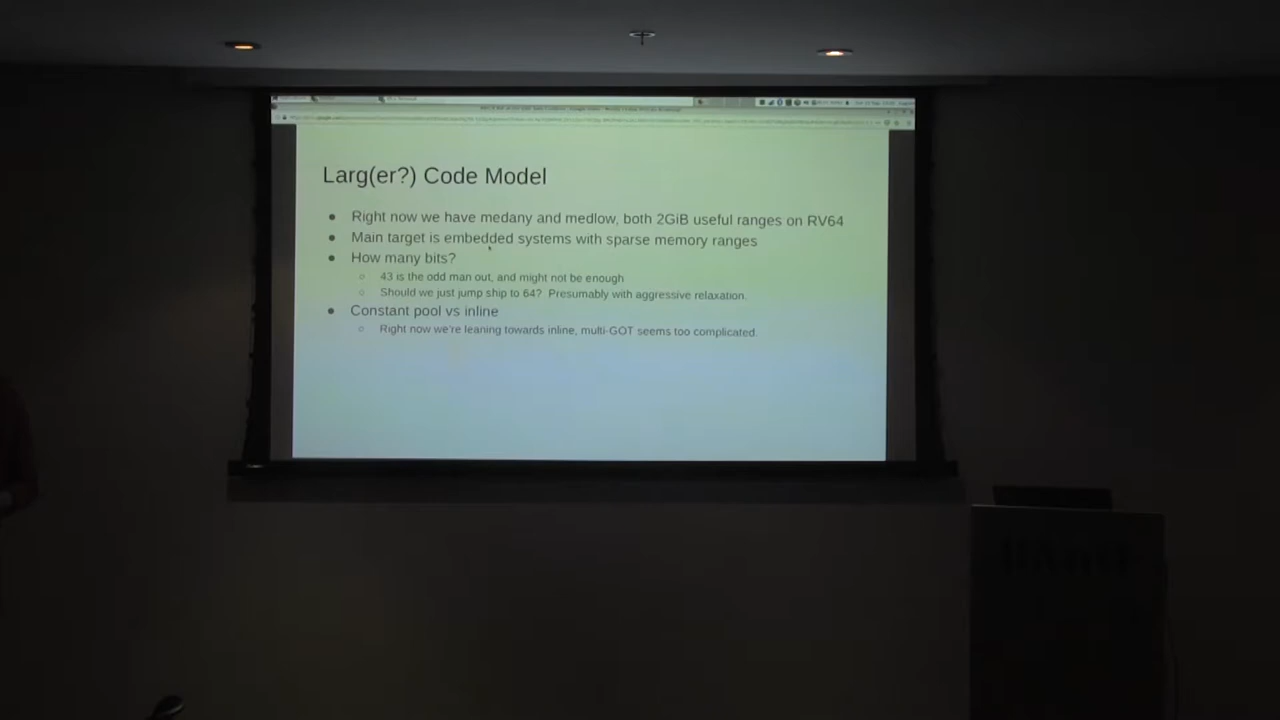 Larg(er?) Code Model
Right now we have medany and medlow, both 2GiB useful ranges on RV64
Main target is embedded systems with sparse memory ranges
How many bits?
43 is the odd man out, and might not be enough
Should we just jump ship to 64? Presumably with aggressive relaxation.
Constant pool vs inline
Right now we're leaning towards inline, multi-GOT seems too complicated.